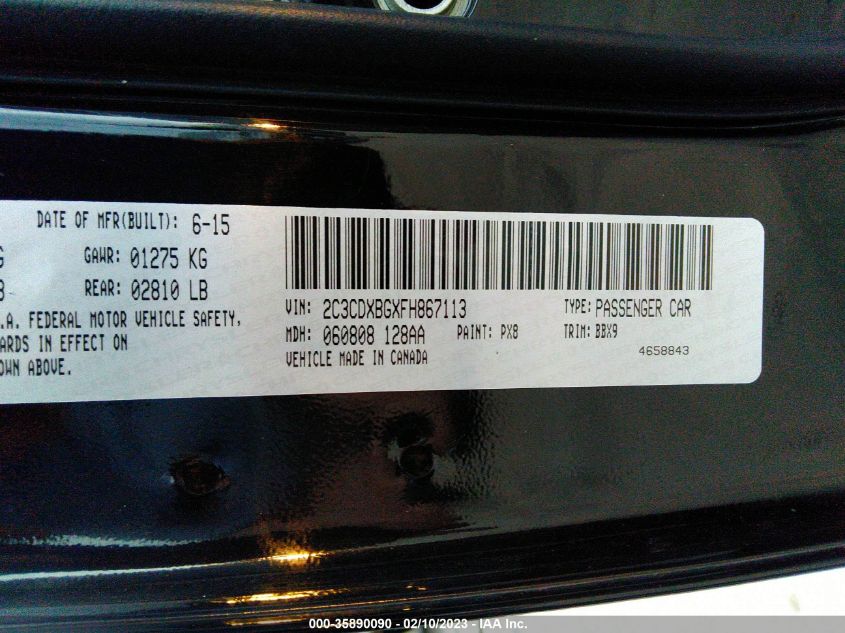 DATE OF MFR(BUILT): 6-15
G GAWR: 01275 KG
B REAR: 02810 LB
.A. FEDERAL MOTOR VEHICLE SAFETY,
ARDS IN EFFECT ON
OWN ABOVE.
VIN: 2C3CDXBGXFH867113 TYPE: PASSENGER CAR
MDH: 060808 128AA PAINT: PX8 TRIM: BBX9
VEHICLE MADE IN CANADA 4658843
000-35890090 — 02/10/2023 — IAA Inc.